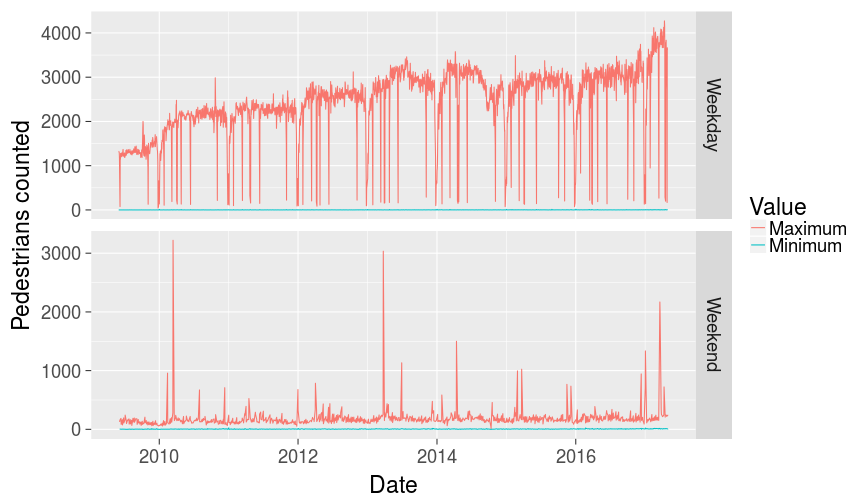 4000
3000
2000
1000
0
Weekday
3000
2000
1000
0
Weekend
Pedestrians counted
2010
2012
2014
2016
Date
Value
Maximum
Minimum